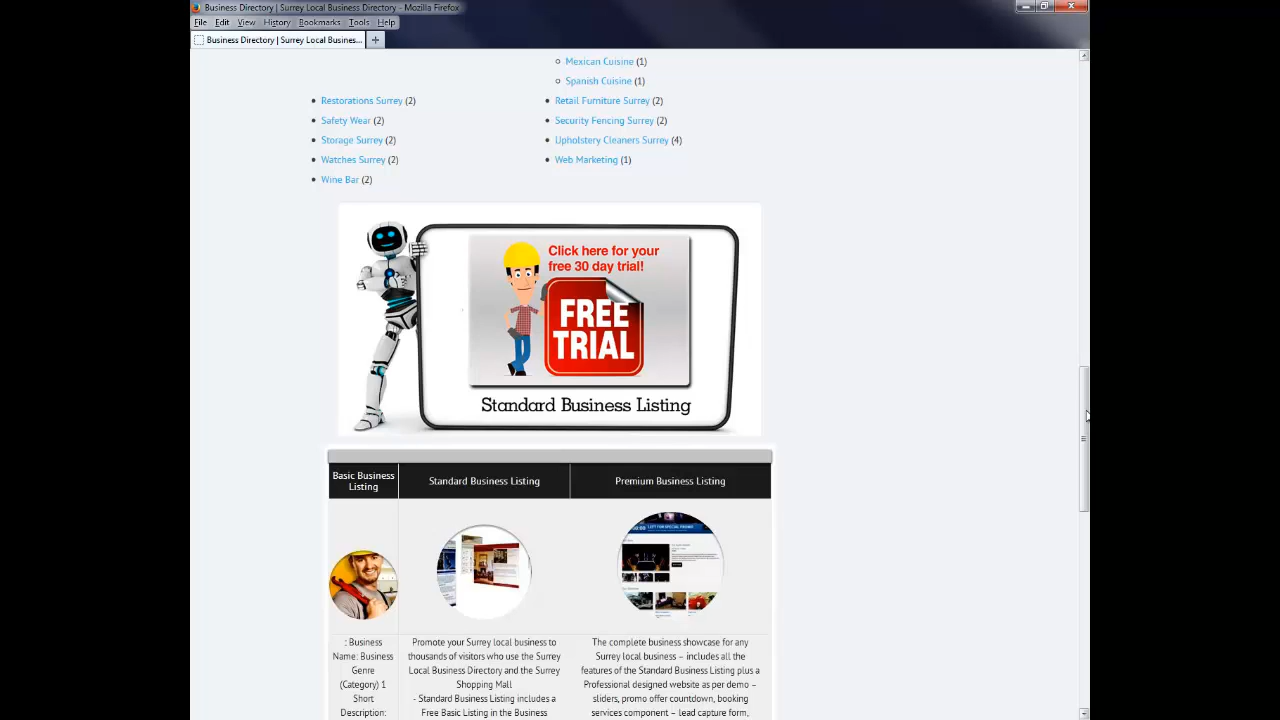 Business Directory | Surrey Local Business Directory - Mozilla Firefox
File Edit View History Bookmarks Tools Help
Business Directory | Surrey Local Busines...
Mexican Cuisine (1)
Spanish Cuisine (1)
Restorations Surrey (2)
Retail Furniture Surrey (2)
Safety Wear (2)
Security Fencing Surrey (2)
Storage Surrey (2)
Upholstery Cleaners Surrey (4)
Watches Surrey (2)
Web Marketing (1)
Wine Bar (2)
Click here for your
free 30 day trial!
FREE
TRIAL
Standard Business Listing
Basic Business
Listing
Standard Business Listing
Premium Business Listing
: Business
Name: Business
Genre
(Category) 1
Short
Description:
Promote your Surrey local business to
thousands of visitors who use the Surrey
Local Business Directory and the Surrey
Shopping Mall
- Standard Business Listing includes a
Free Basic Listing in the Business
The complete business showcase for any
Surrey local business – includes all the
features of the Standard Business Listing plus a
Professional designed website as per demo –
sliders, promo offer countdown, booking
services component – lead capture form,